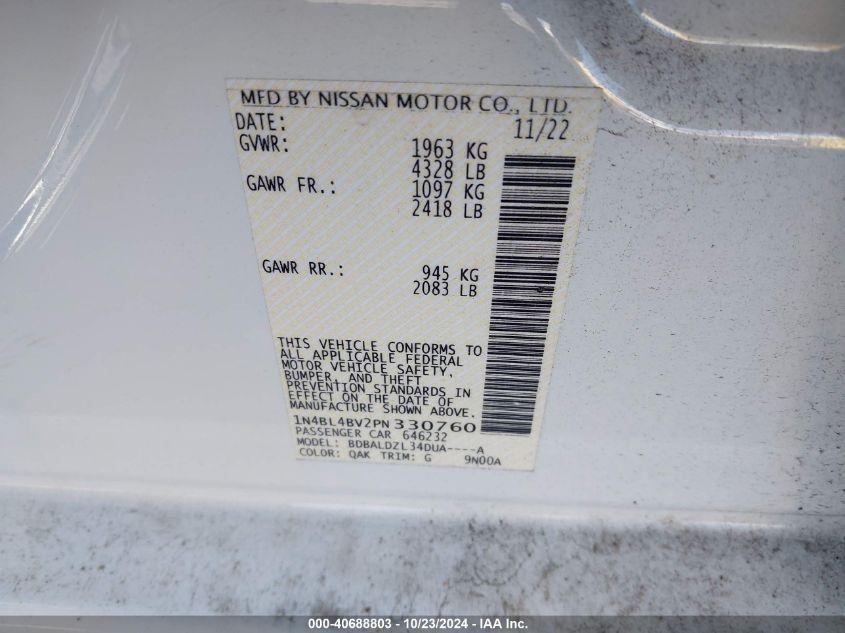 MFD BY NISSAN MOTOR CO., LTD.
DATE: 11/22
GVWR: 1963 KG
4328 LB
GAWR FR.: 1097 KG
2418 LB
GAWR RR.: 945 KG
2083 LB
THIS VEHICLE CONFORMS TO
ALL APPLICABLE FEDERAL
MOTOR VEHICLE SAFETY,
BUMPER, AND THEFT
PREVENTION STANDARDS IN
EFFECT ON THE DATE OF
MANUFACTURE SHOWN ABOVE.
1N4BL4BV2PN330760
PASSENGER CAR 646232
MODEL: BDBALDZL34DUA----A
COLOR: QAK TRIM: G 9N00A
000-40688803 - 10/23/2024 - IAA Inc.